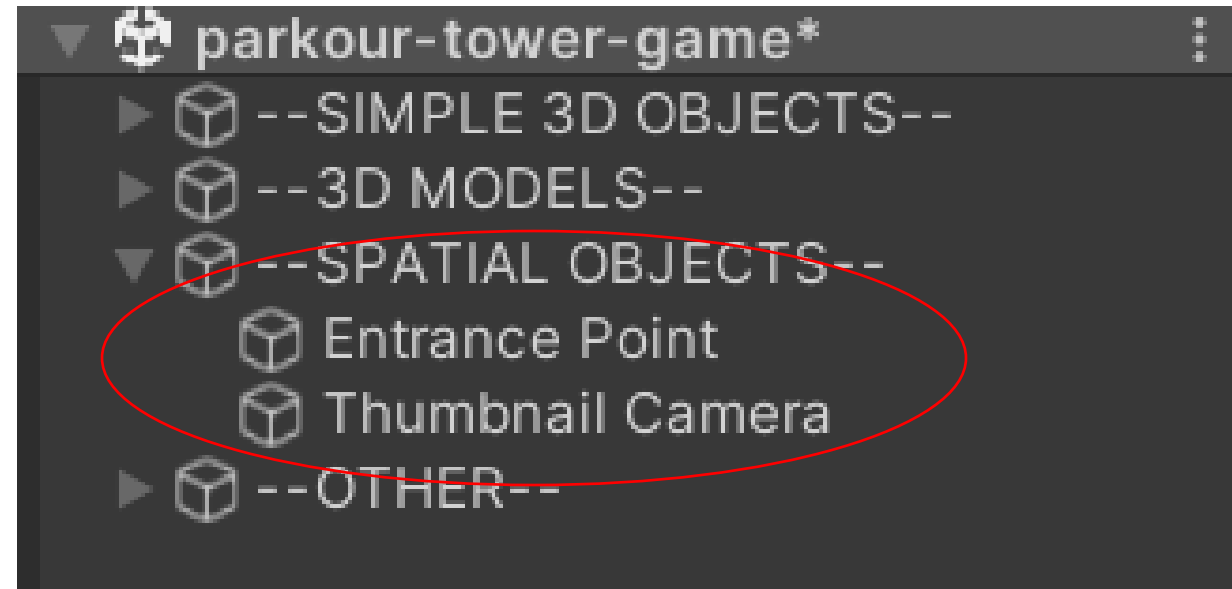 parkour-tower-game*
--SIMPLE 3D OBJECTS--
--3D MODELS--
--SPATIAL OBJECTS--
Entrance Point
Thumbnail Camera
--OTHER--